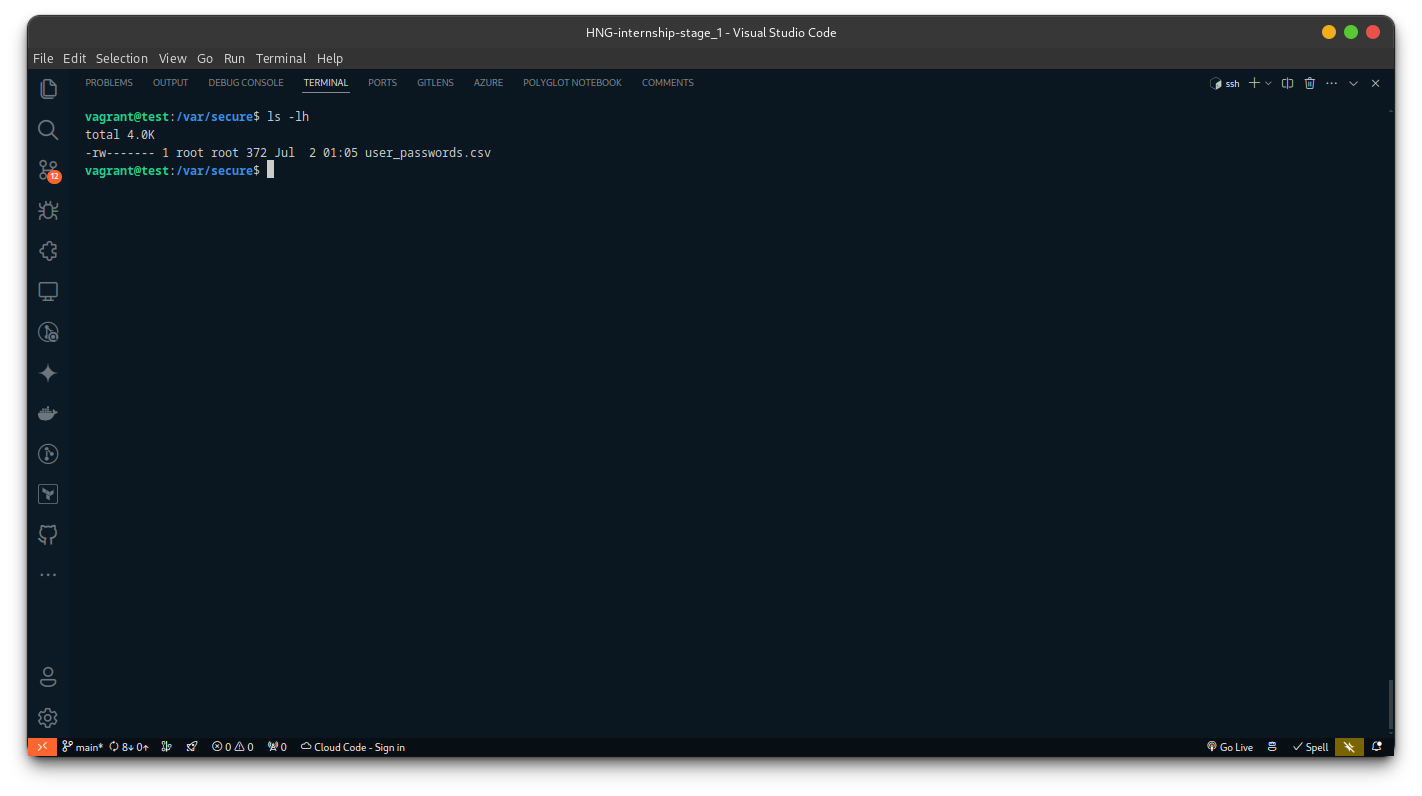 HNG-internship-stage_1 - Visual Studio Code
File Edit Selection View Go Run Terminal Help
PROBLEMS OUTPUT DEBUG CONSOLE TERMINAL PORTS GITLENS AZURE POLYGLOT NOTEBOOK COMMENTS ssh
vagrant@test:/var/secure$ ls -lh
total 4.0K
-rw------- 1 root root 372 Jul  2 01:05 user_passwords.csv
vagrant@test:/var/secure$
12
main* 8↓ 0↑ 0 0 0 Cloud Code - Sign in Go Live Spell